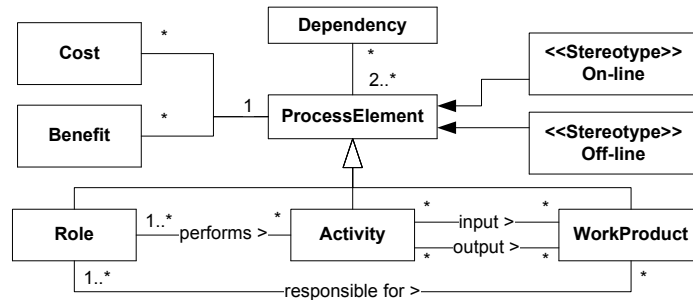 Dependency
<<Stereotype>>
On-line
Cost
*
*
2..*
1
ProcessElement
Benefit
*
<<Stereotype>>
Off-line
Role
1..*
performs >
*
Activity
*
input >
*
*
output >
*
WorkProduct
1..*
responsible for >
*